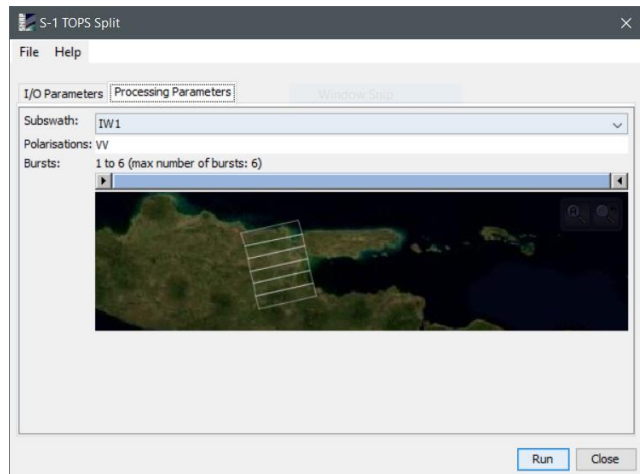 S-1 TOPS Split
File Help
I/O Parameters Processing Parameters Window Snip
Subswath: IW1
Polarisations: VV
Bursts: 1 to 6 (max number of bursts: 6)
Run Close